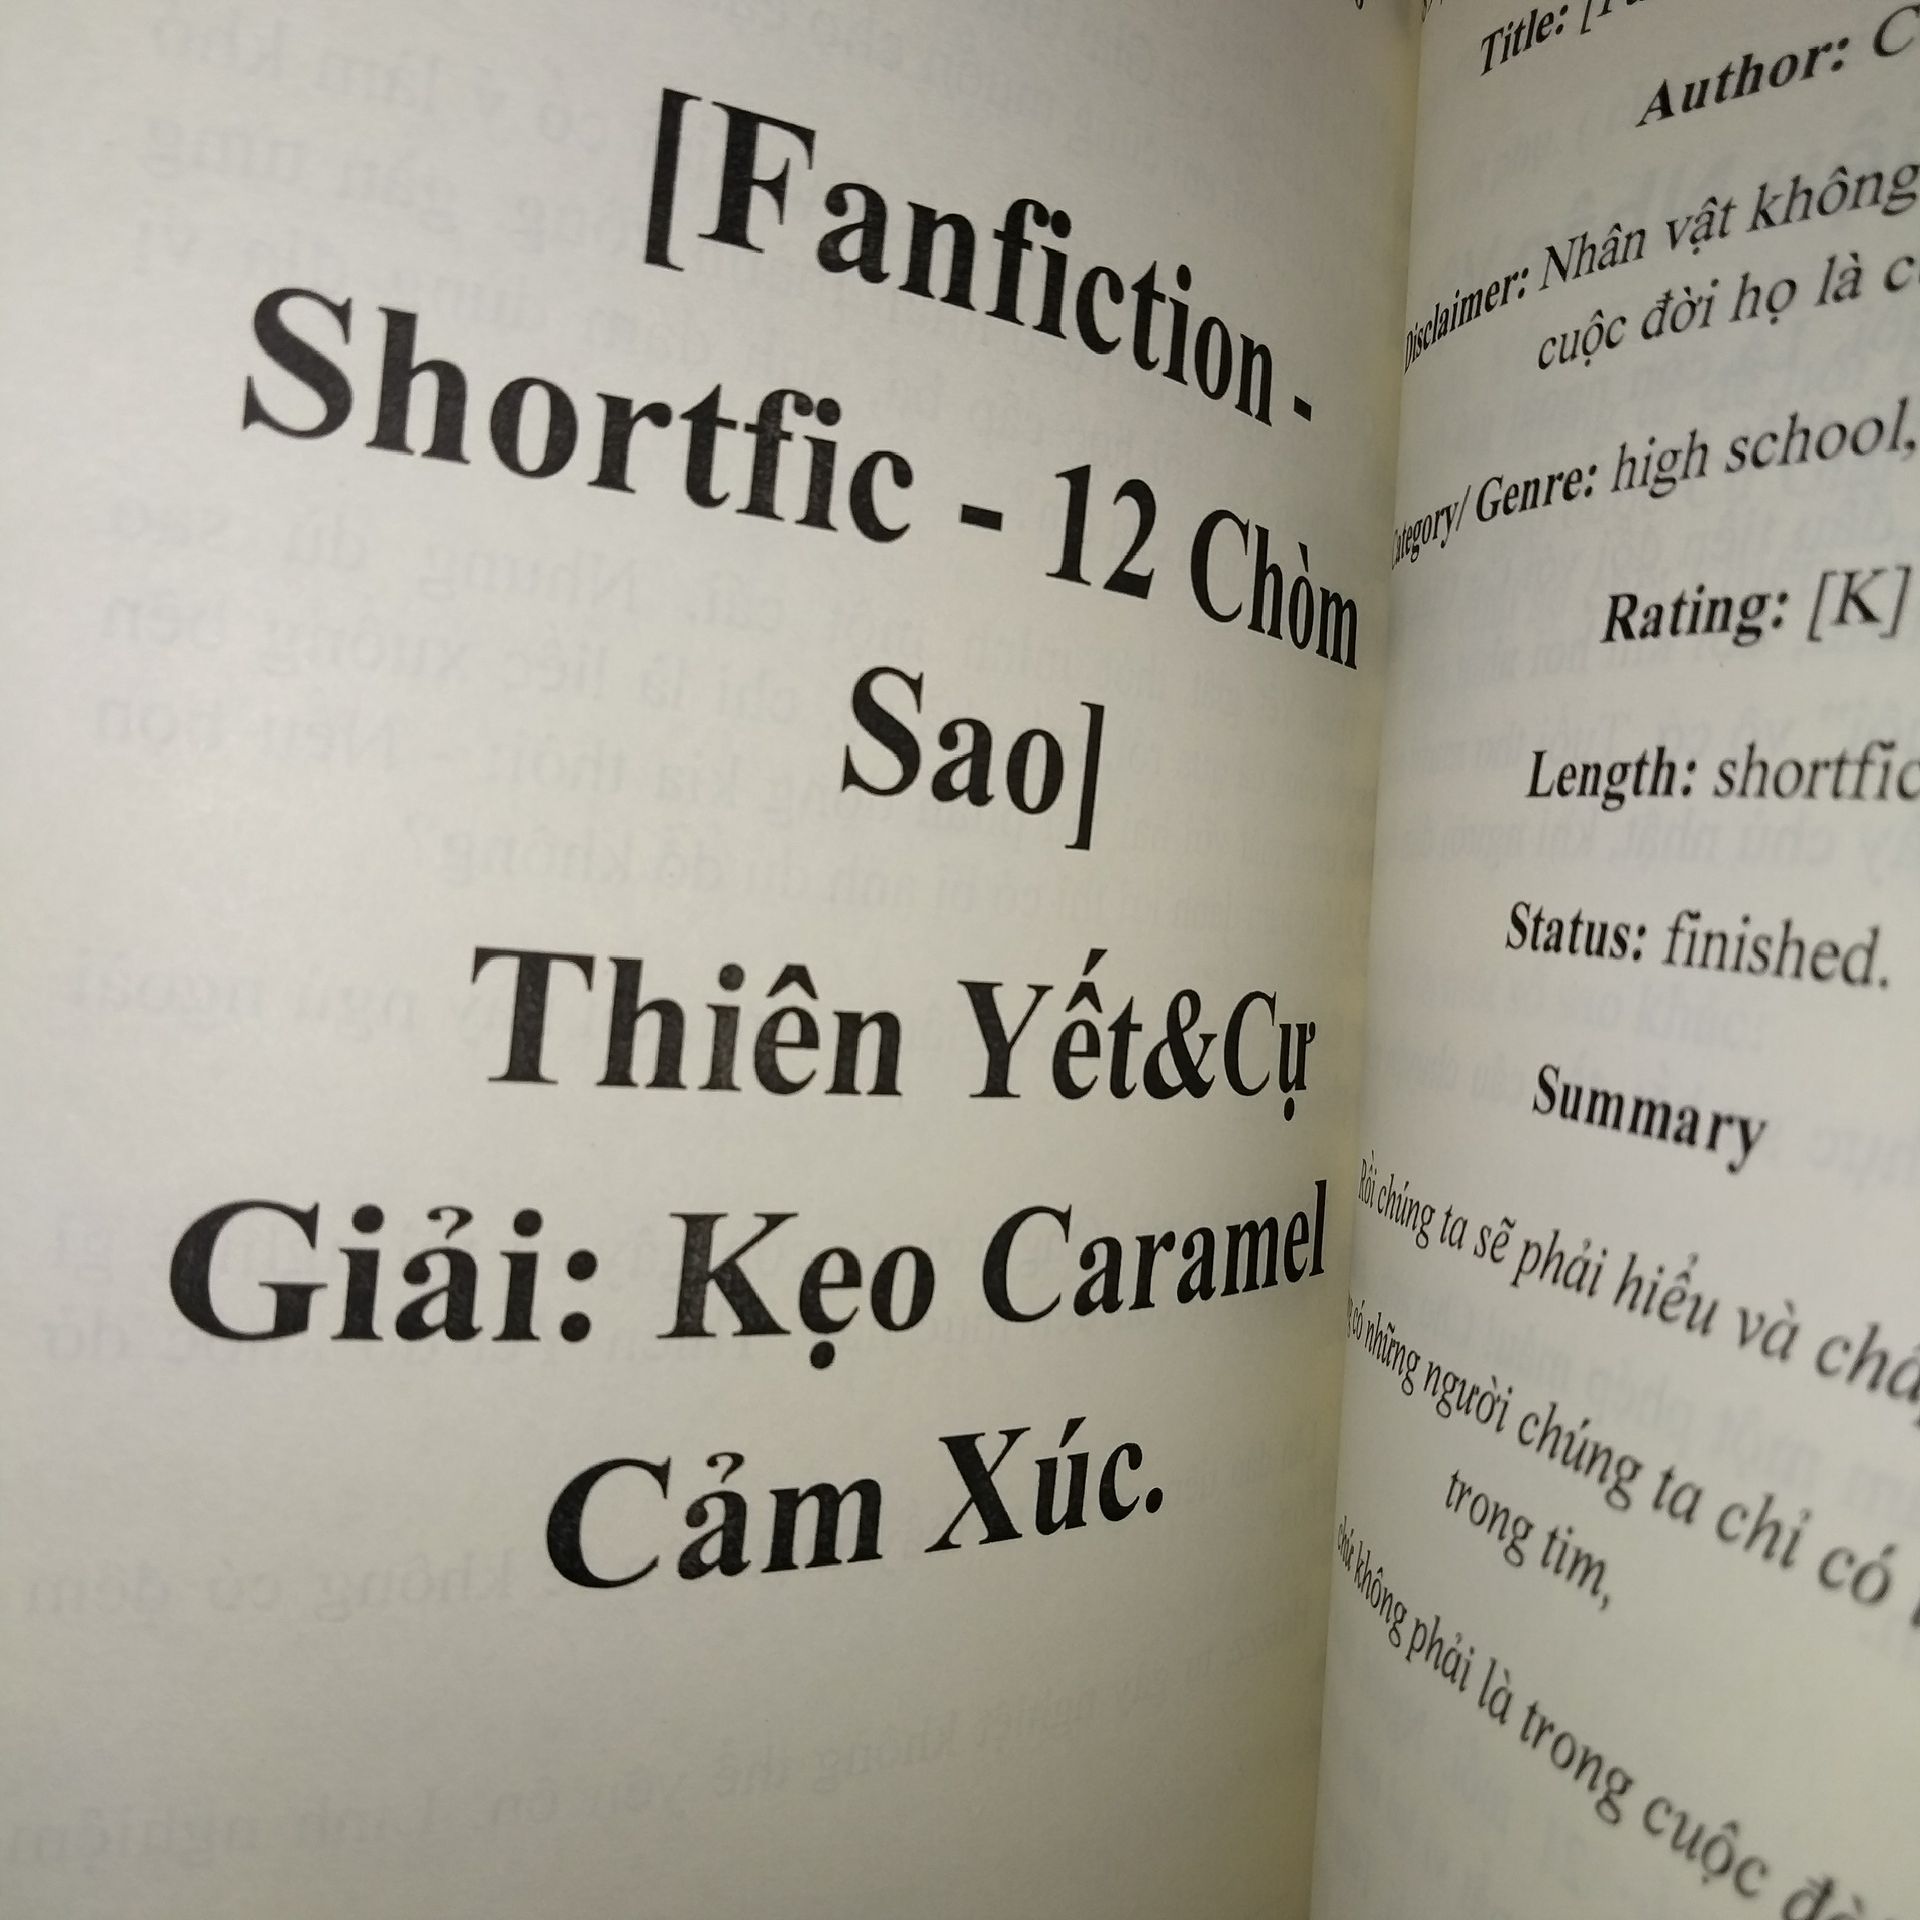 [Fanfiction -
Shortfic - 12 Chòm
Sao]
Thiên Yết&Cự
Giải: Kẹo Caramel
Cảm Xúc.
Title:
Author:
Disclaimer: Nhân vật không
cuộc đời họ là
Category/ Genre: high school,
Rating: [K]
Length: shortfic
Status: finished.
Summary
Rồi chúng ta sẽ phải hiểu và
có những người chúng ta chỉ có
trong tim,
chứ không phải là trong cuộc